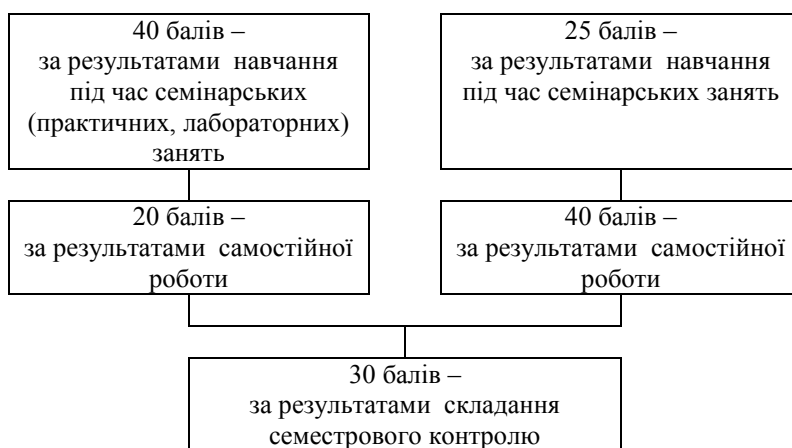 40 балів –
за результатами навчання
під час семінарських
(практичних, лабораторних)
занять
25 балів –
за результатами навчання
під час семінарських занять
20 балів –
за результатами самостійної
роботи
40 балів –
за результатами самостійної
роботи
30 балів –
за результатами складання
семестрового контролю